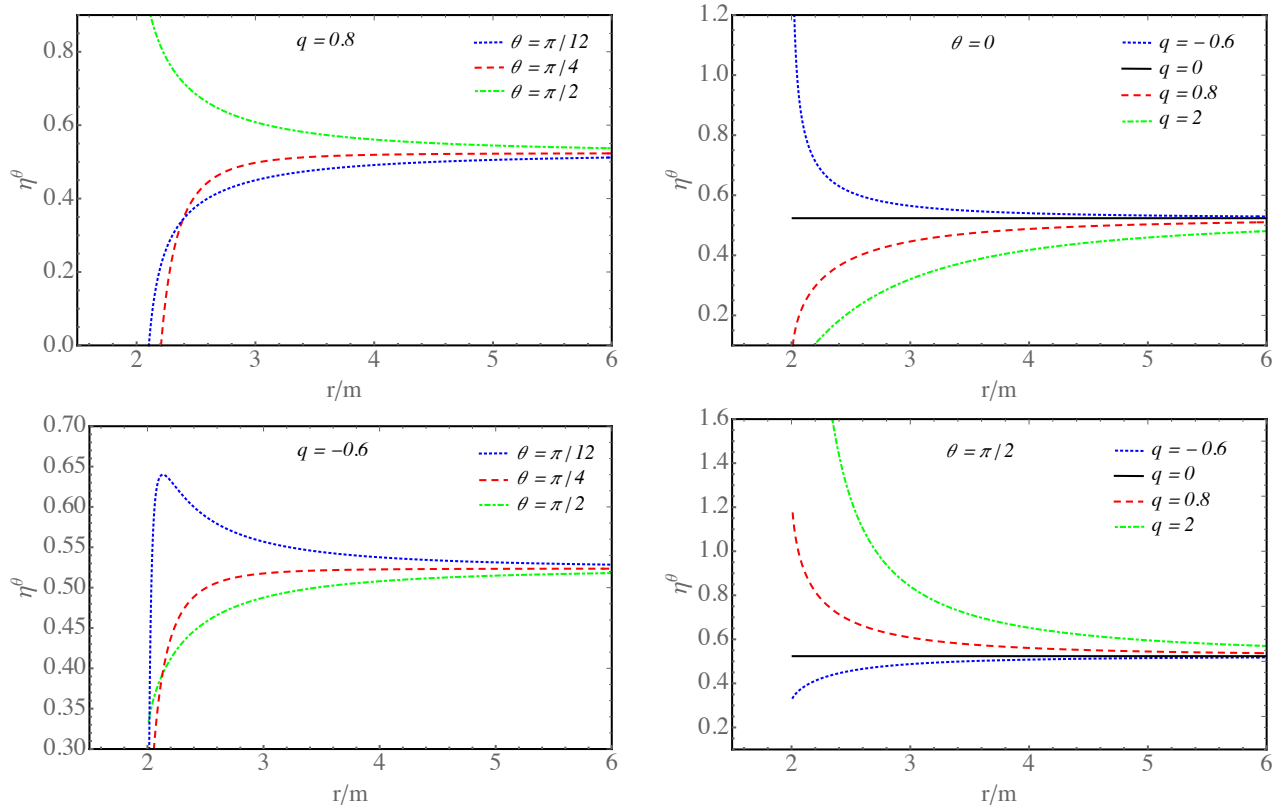 q = 0.8
θ = π/12
θ = π/4
θ = π/2
0.8
0.6
0.4
0.2
0.0
η^θ
2 3 4 5 6
r/m
θ = 0
q = −0.6
q = 0
q = 0.8
q = 2
1.2
1.0
0.8
0.6
0.4
0.2
η^θ
2 3 4 5 6
r/m
q = −0.6
θ = π/12
θ = π/4
θ = π/2
0.70
0.65
0.60
0.55
0.50
0.45
0.40
0.35
0.30
η^θ
2 3 4 5 6
r/m
θ = π/2
q = −0.6
q = 0
q = 0.8
q = 2
1.6
1.4
1.2
1.0
0.8
0.6
0.4
0.2
η^θ
2 3 4 5 6
r/m